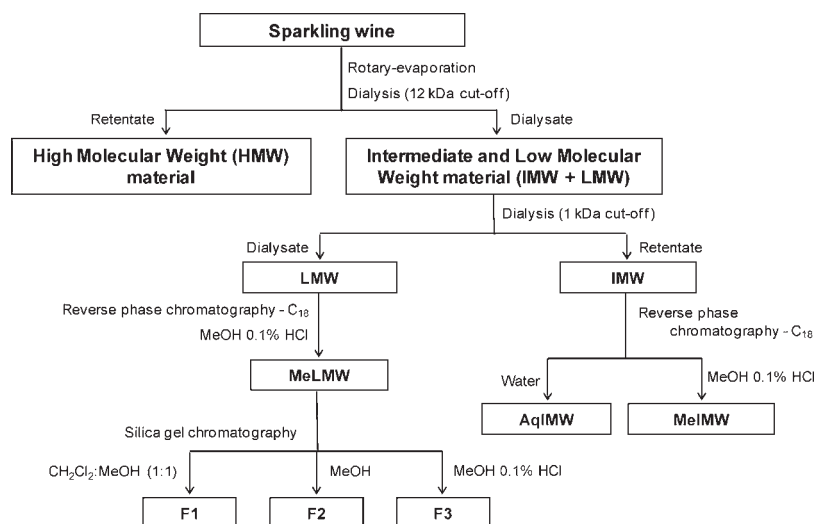 Sparkling wine
Rotary-evaporation
Dialysis (12 kDa cut-off)
Retentate
Dialysate
High Molecular Weight (HMW)
material
Intermediate and Low Molecular
Weight material (IMW + LMW)
Dialysis (1 kDa cut-off)
Dialysate
Retentate
LMW
IMW
Reverse phase chromatography - C₁₈
MeOH 0.1% HCl
Reverse phase
chromatography - C₁₈
MeLMW
Water
MeOH 0.1% HCl
AqIMW
MeIMW
Silica gel chromatography
CH₂Cl₂:MeOH (1:1)
MeOH
MeOH 0.1% HCl
F1
F2
F3